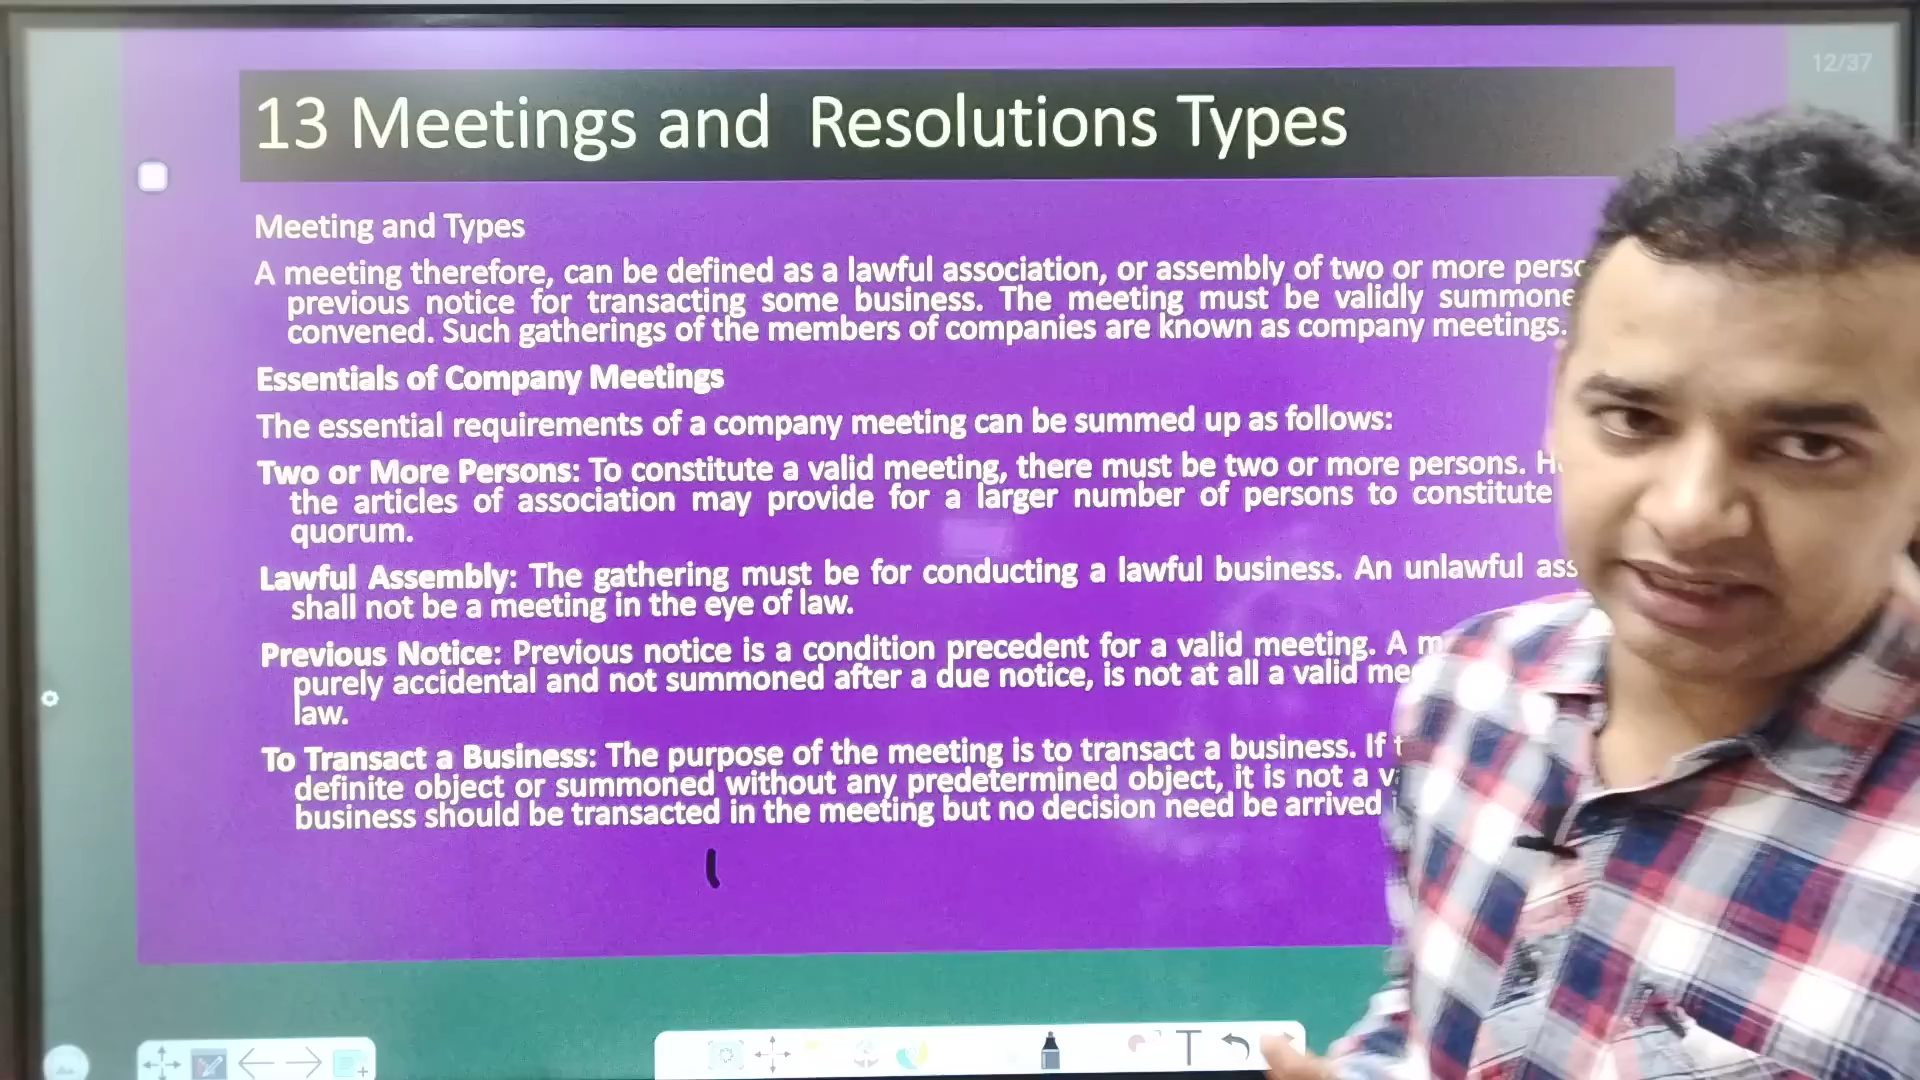 12/37
13 Meetings and Resolutions Types
Meeting and Types
A meeting therefore, can be defined as a lawful association, or assembly of two or more
previous notice for transacting some business. The meeting must be validly
convened. Such gatherings of the members of companies are known as company meetings.
Essentials of Company Meetings
The essential requirements of a company meeting can be summed up as follows:
Two or More Persons: To constitute a valid meeting, there must be two or more persons.
the articles of association may provide for a larger number of persons to constitute
quorum.
Lawful Assembly: The gathering must be for conducting a lawful business. An unlawful
shall not be a meeting in the eye of law.
Previous Notice: Previous notice is a condition precedent for a valid meeting. A
purely accidental and not summoned after a due notice, is not at all a valid
law.
To Transact a Business: The purpose of the meeting is to transact a business. If
definite object or summoned without any predetermined object, it is not a
business should be transacted in the meeting but no decision need be arrived
T